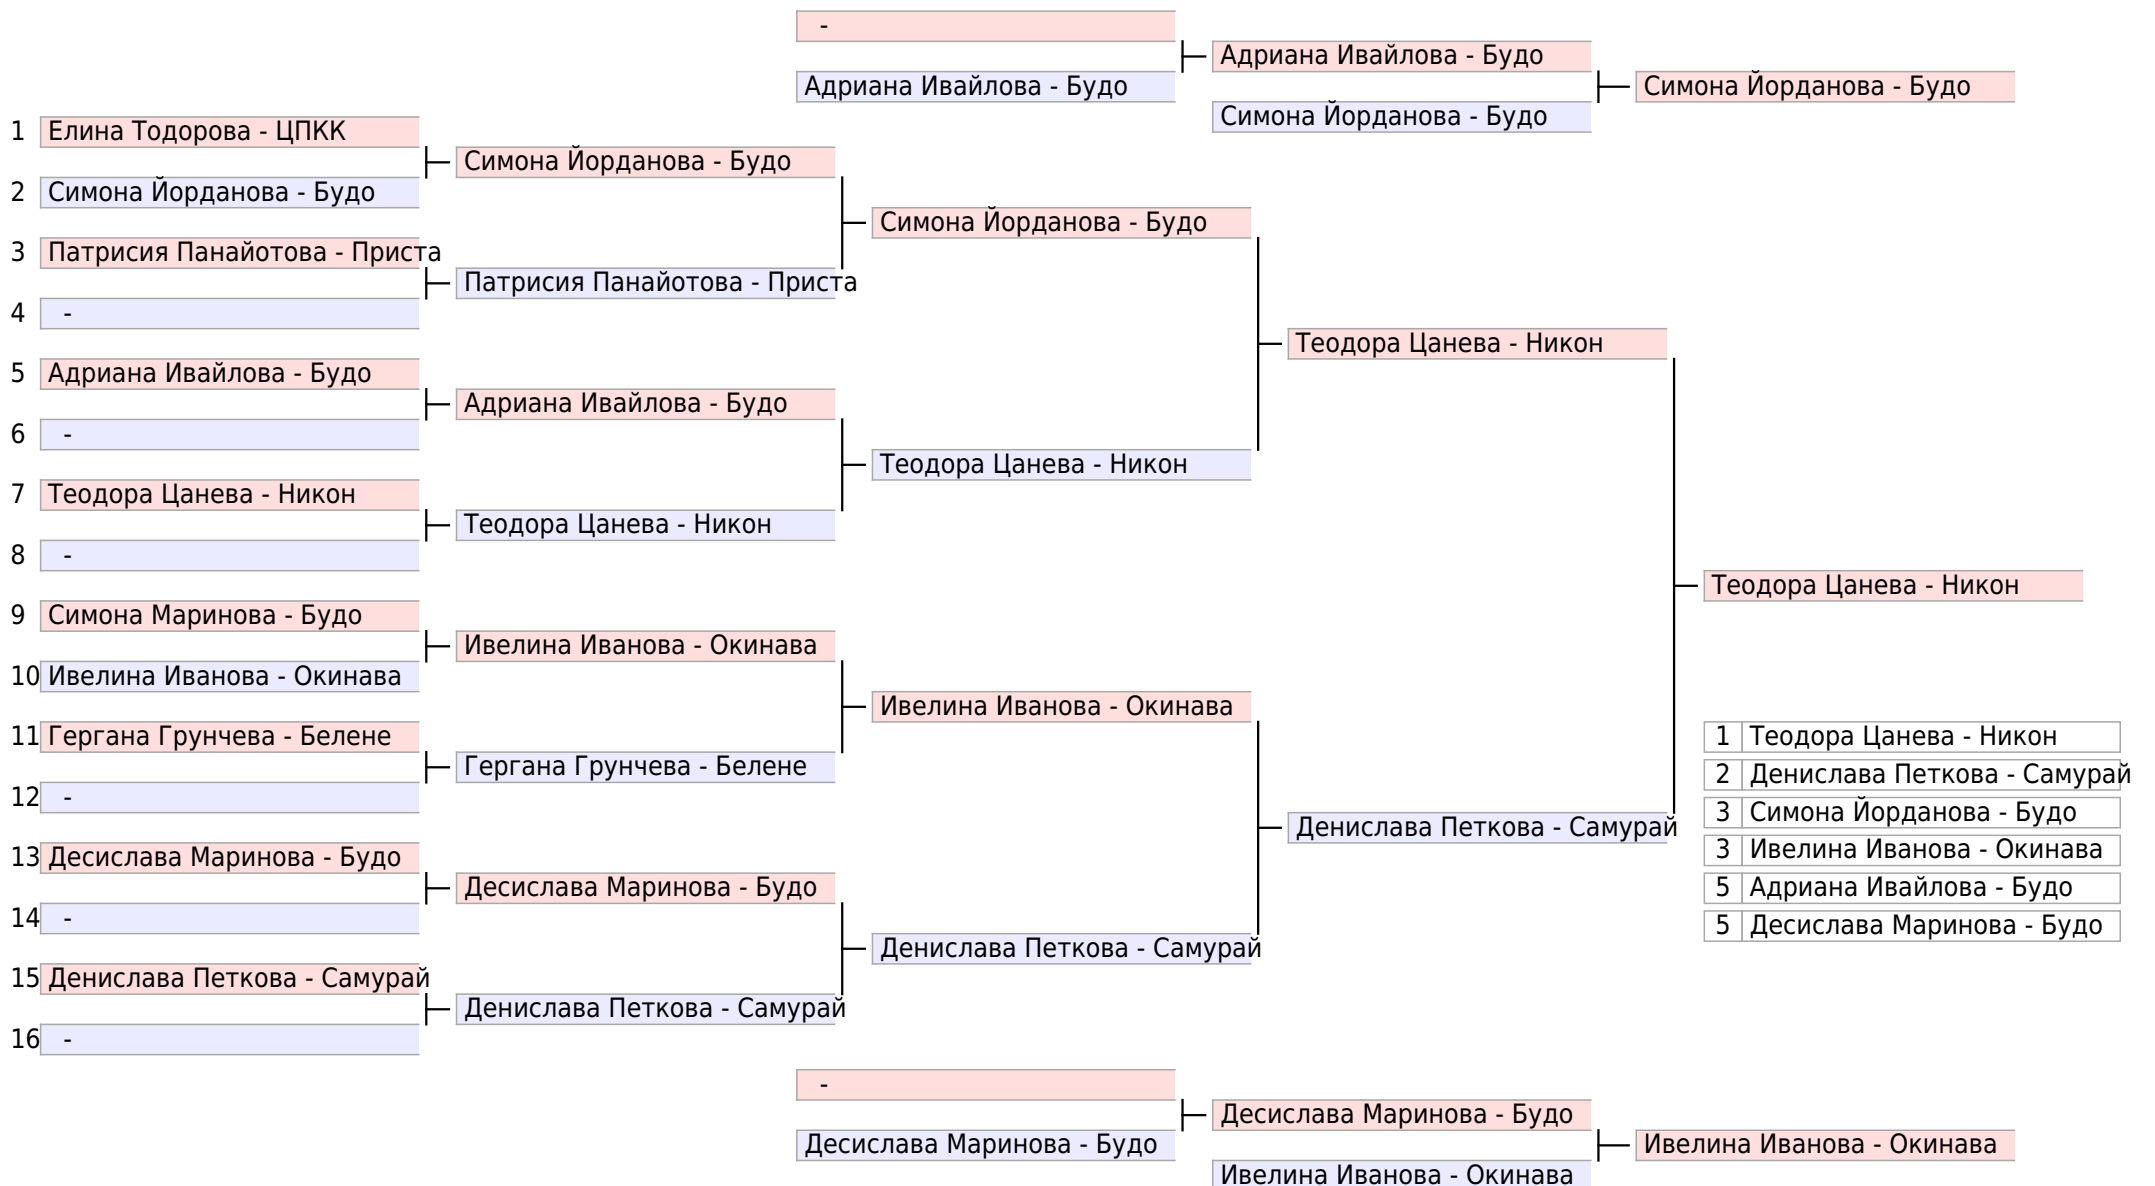 -
Адриана Ивайлова - Будо
Адриана Ивайлова - Будо
Симона Йорданова - Будо
Симона Йорданова - Будо
1 Елина Тодорова - ЦПКК
2 Симона Йорданова - Будо
3 Патрисия Панайотова - Приста
4 -
5 Адриана Ивайлова - Будо
6 -
7 Теодора Цанева - Никон
8 -
9 Симона Маринова - Будо
10 Ивелина Иванова - Окинава
11 Гергана Грунчева - Белене
12 -
13 Десислава Маринова - Будо
14 -
15 Денислава Петкова - Самурай
16 -
Симона Йорданова - Будо
Патрисия Панайотова - Приста
Адриана Ивайлова - Будо
Теодора Цанева - Никон
Ивелина Иванова - Окинава
Гергана Грунчева - Белене
Десислава Маринова - Будо
Денислава Петкова - Самурай
Симона Йорданова - Будо
Теодора Цанева - Никон
Ивелина Иванова - Окинава
Денислава Петкова - Самурай
Теодора Цанева - Никон
Денислава Петкова - Самурай
Теодора Цанева - Никон
1 Теодора Цанева - Никон
2 Денислава Петкова - Самурай
3 Симона Йорданова - Будо
3 Ивелина Иванова - Окинава
5 Адриана Ивайлова - Будо
5 Десислава Маринова - Будо
-
Десислава Маринова - Будо
Десислава Маринова - Будо
Ивелина Иванова - Окинава
Ивелина Иванова - Окинава